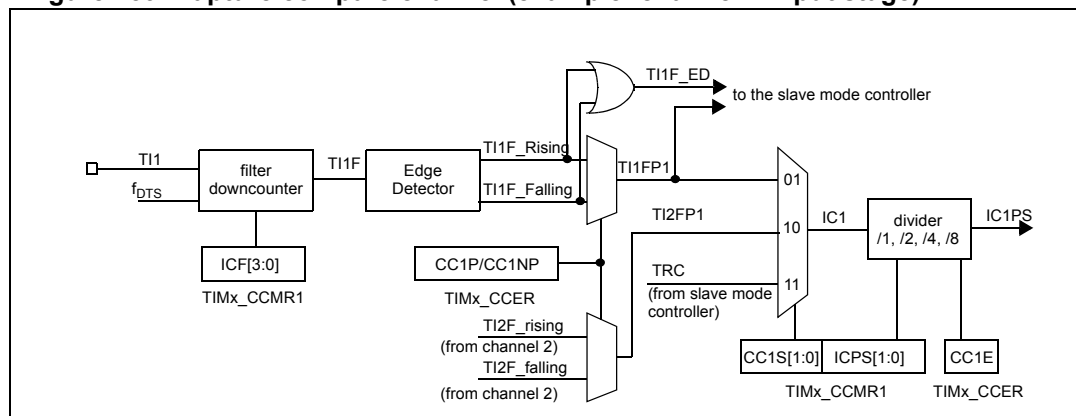 TI1F_ED
to the slave mode controller
TI1
f_DTS
filter
downcounter
TI1F
Edge
Detector
TI1F_Rising
TI1F_Falling
TI1FP1
01
TI2FP1
10
IC1
divider
/1, /2, /4, /8
IC1PS
ICF[3:0]
TIMx_CCMR1
CC1P/CC1NP
TIMx_CCER
TRC
11
(from slave mode
controller)
TI2F_rising
(from channel 2)
TI2F_falling
(from channel 2)
CC1S[1:0]
ICPS[1:0]
CC1E
TIMx_CCMR1
TIMx_CCER